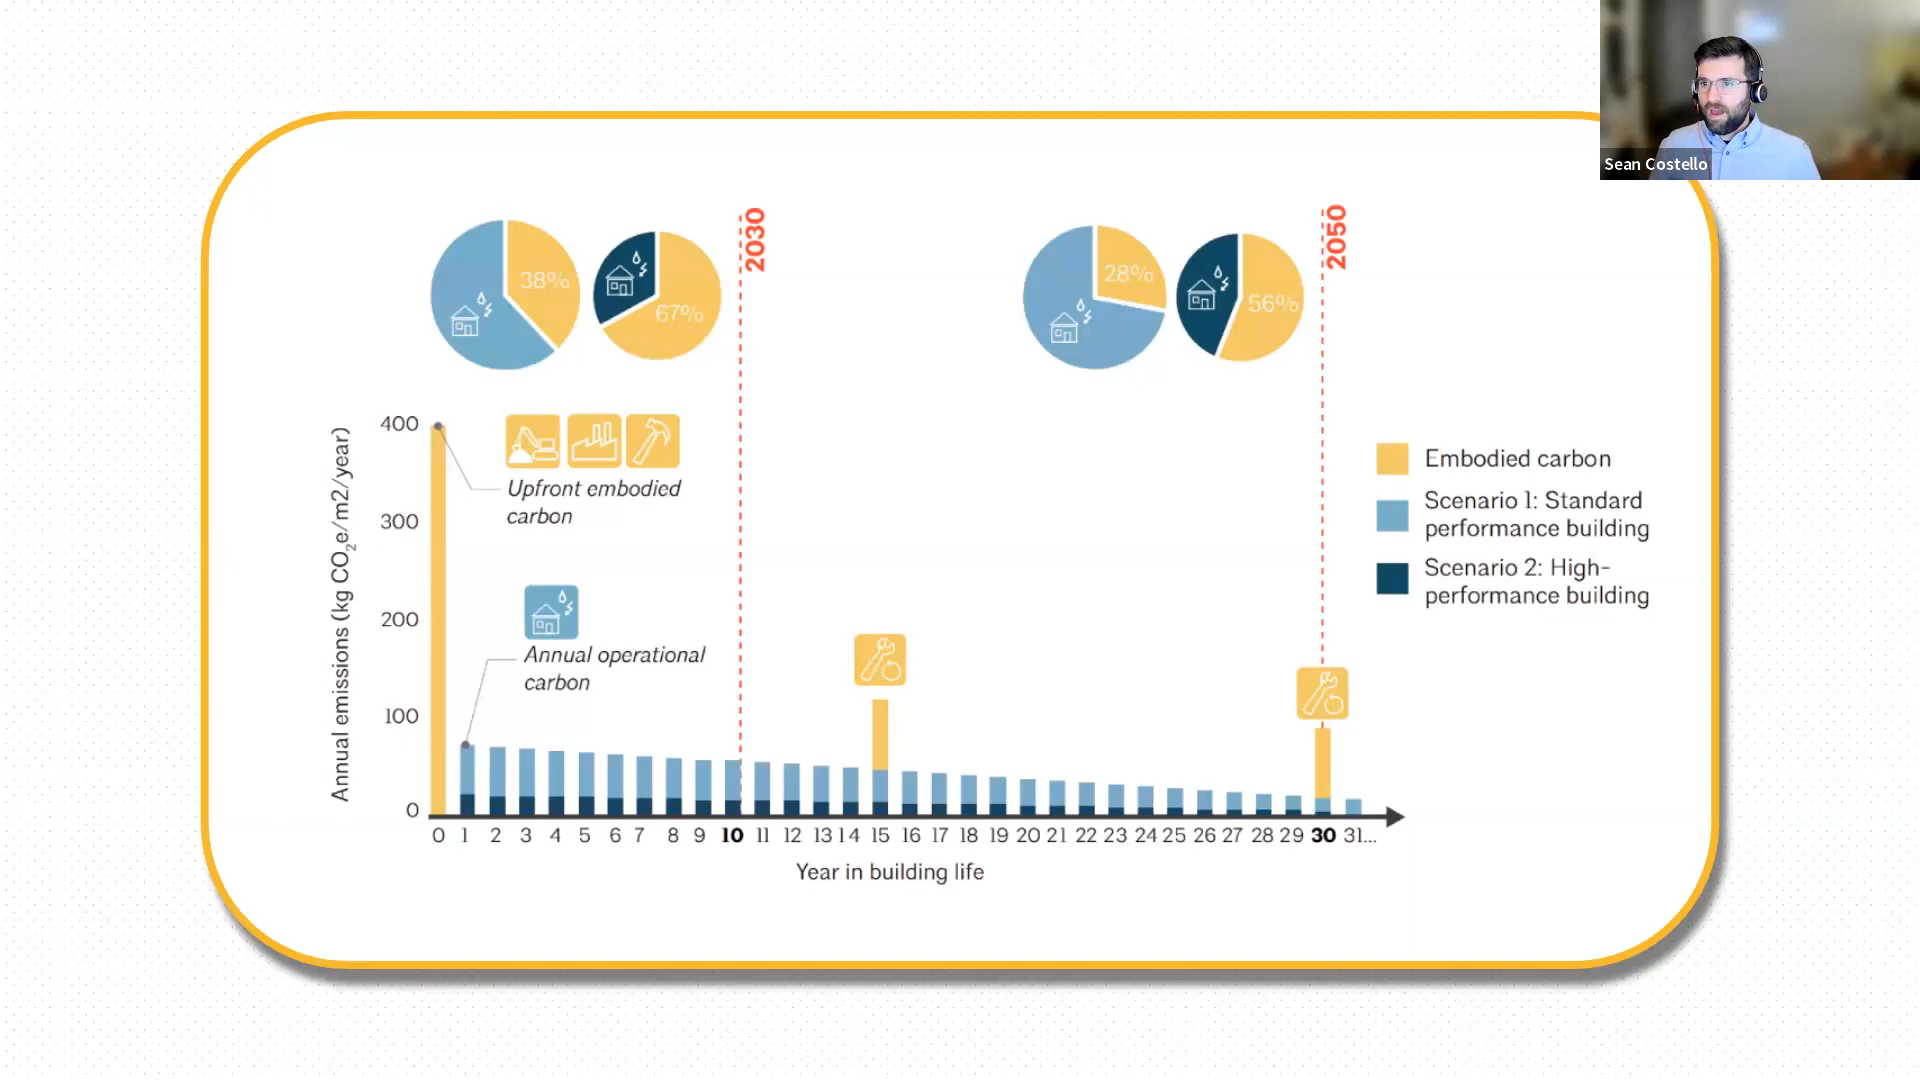 Sean Costello
2030
2050
38%
67%
28%
56%
Annual emissions (kg CO2e/m2/year)
400
300
200
100
0
Upfront embodied
carbon
Annual operational
carbon
Embodied carbon
Scenario 1: Standard
performance building
Scenario 2: High-
performance building
0 1 2 3 4 5 6 7 8 9 10 11 12 13 14 15 16 17 18 19 20 21 22 23 24 25 26 27 28 29 30 31...
Year in building life